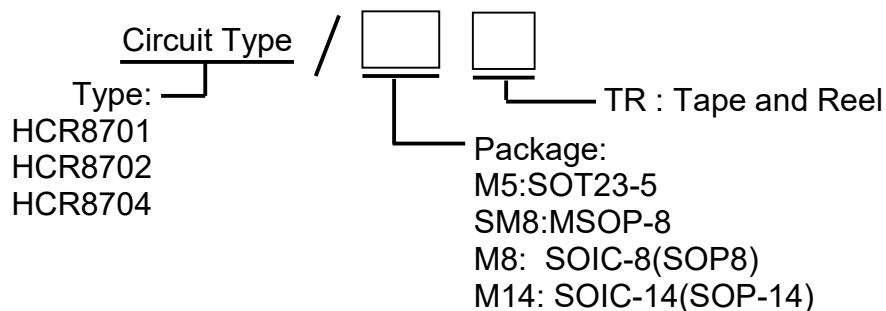 Circuit Type /
Type:
HCR8701
HCR8702
HCR8704
TR : Tape and Reel
Package:
M5:SOT23-5
SM8:MSOP-8
M8: SOIC-8(SOP8)
M14: SOIC-14(SOP-14)